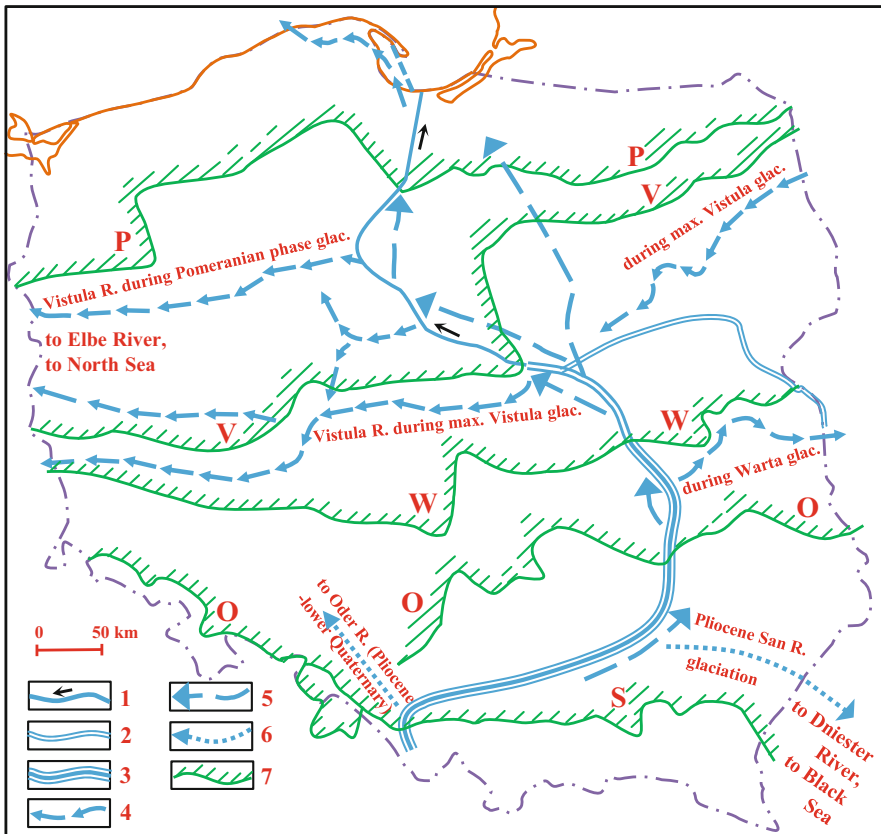 P
V
during max. Vistula glac.
P
Vistula R. during Pomeranian phase glac.
to Elbe River,
to North Sea
V
Vistula R. during max. Vistula glac.
W
W
during Warta glac.
O
O
O
to Oder R. (Pliocene
-lower Quaternary)
Pliocene San R.
glaciation
S
to Dniester
River,
to Black
Sea
0 50 km
1
2
3
4
5
6
7